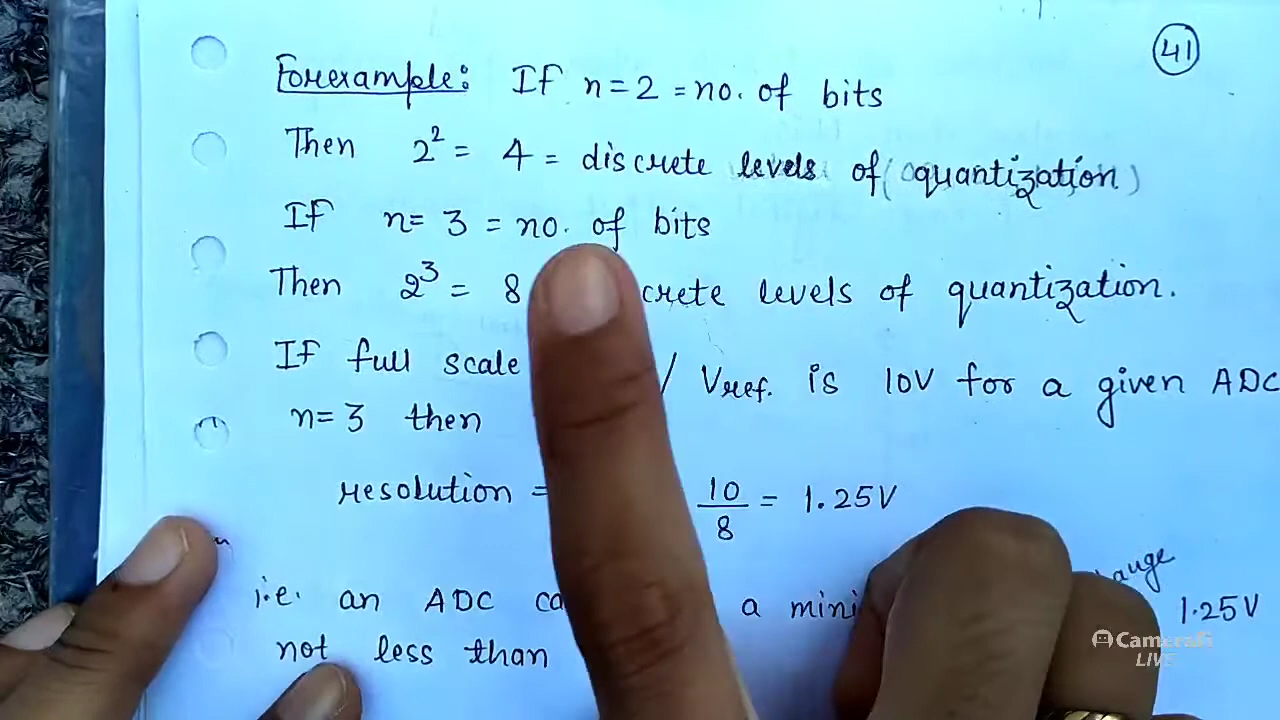 41
Forexample: If n=2 = no. of bits
Then 2² = 4 = discrete levels of (quantization)
If n= 3 = no. of bits
Then 2³ = 8 crete levels of quantization.
If full scale / Vref. is 10V for a given ADC
n=3 then
resolution = 10/8 = 1.25V
ange
i.e. an ADC ca a mini 1.25V
not less than
CameraFi
LIVE